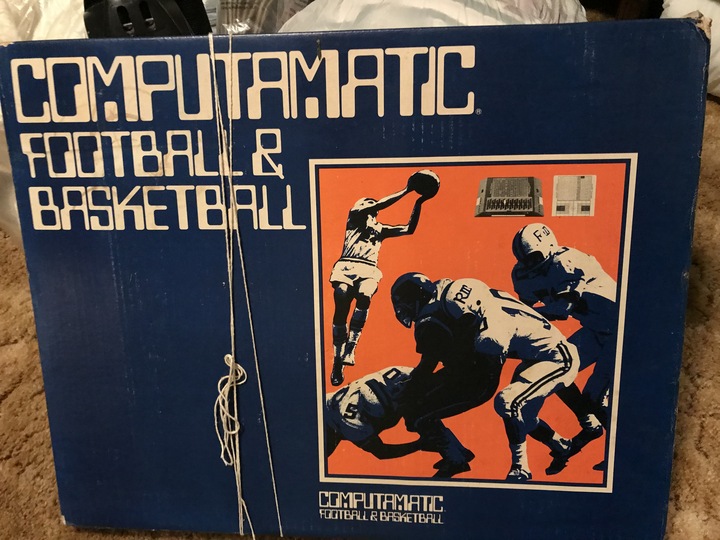 COMPUTAMATIC®
FOOTBALL &
BASKETBALL
COMPUTAMATIC
FOOTBALL & BASKETBALL